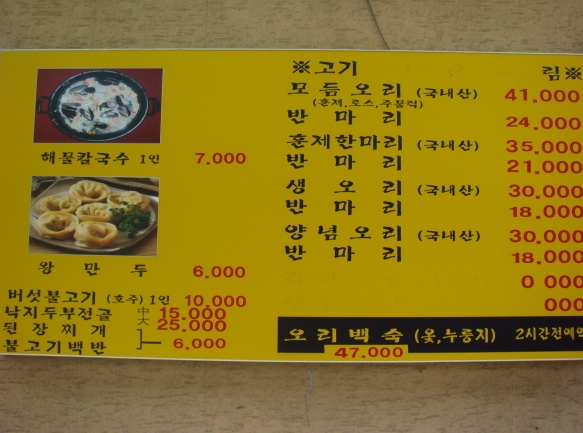 해물칼국수 1인 7.000
왕만두 6.000
버섯불고기 (호주) 1인 10.000
낙지두부전골 中 15.000
大 25.000
된장찌개
불고기백반 6.000
※고기
림※
모듬오리 (국내산) 41.000
(훈제,로스,주물럭)
반마리 24.000
훈제한마리 (국내산) 35.000
반마리 21.000
생오리 (국내산) 30.000
반마리 18.000
양념오리 (국내산) 30.000
반마리 18.000
0 000
000
오리백숙 (옻,누룽지) 2시간전예
47.000